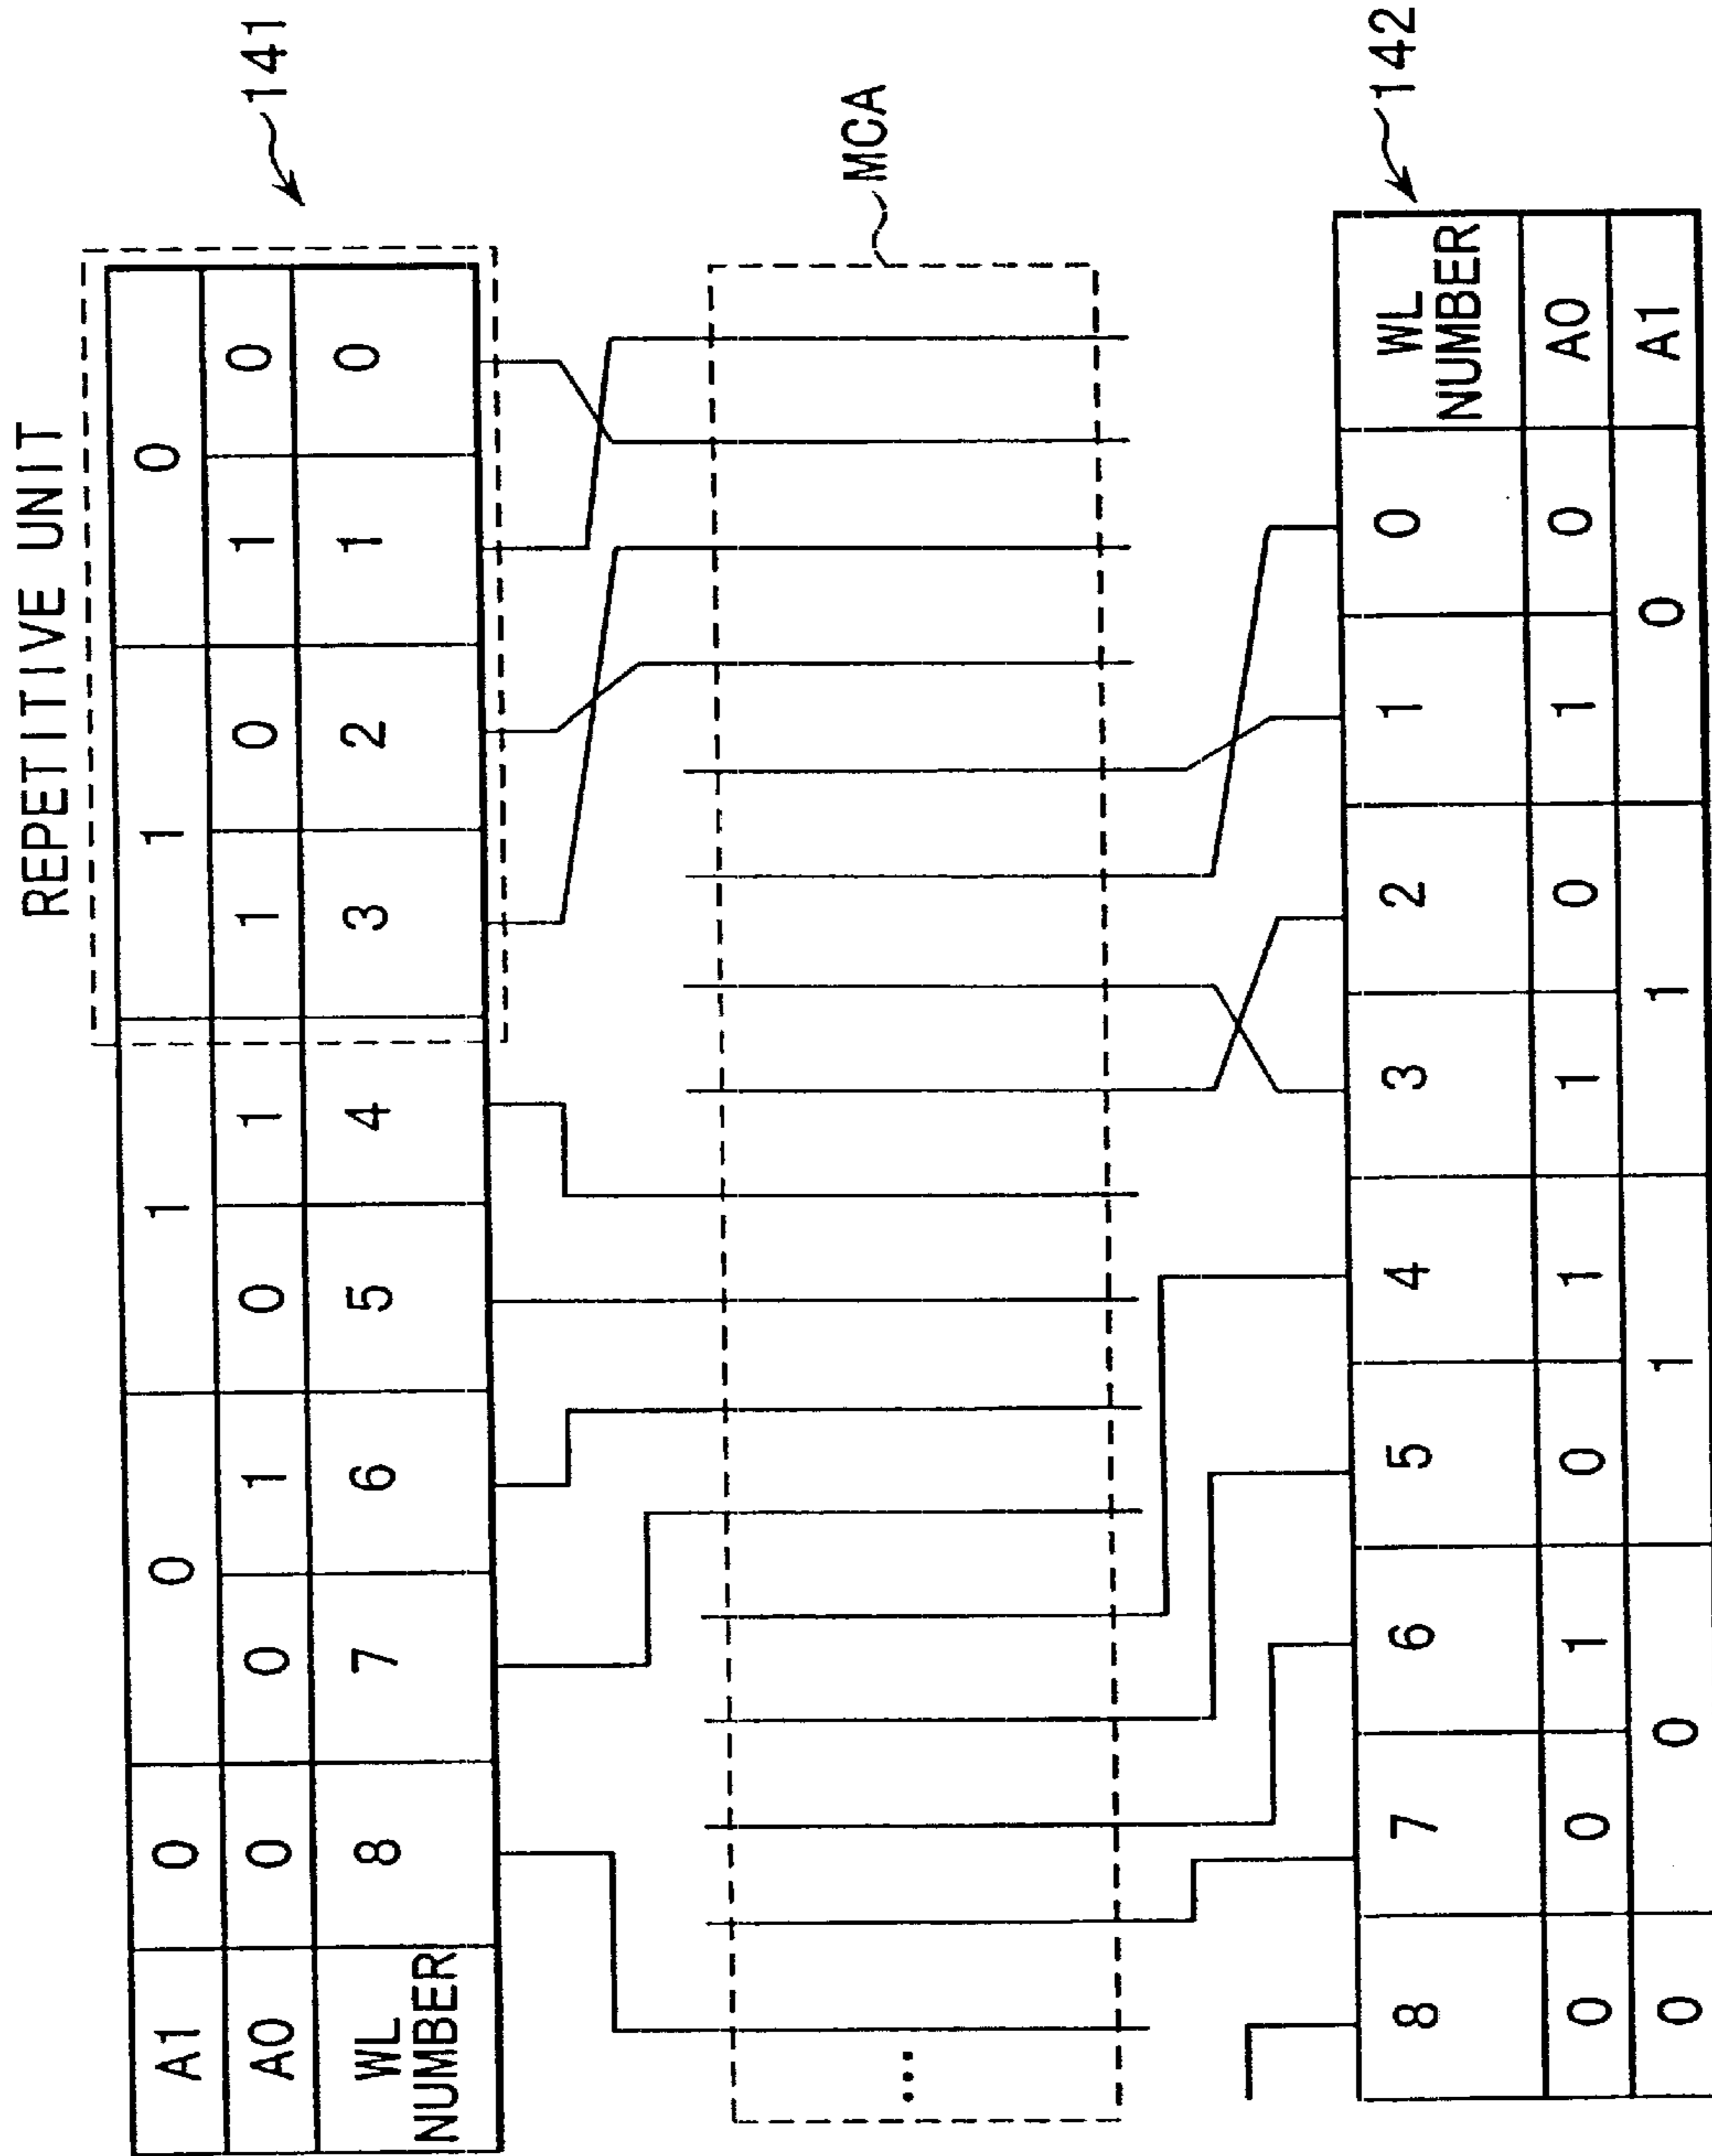 REPETITIVE UNIT
141
A1 0 0 1 1 0
A0 0 0 1 0 1 1 0 1 0
WL NUMBER 8 7 6 5 4 3 2 1 0
MCA
...
142
8 7 6 5 4 3 2 1 0 WL NUMBER
0 0 1 0 1 1 0 1 0 A0
0 0 1 1 0 A1